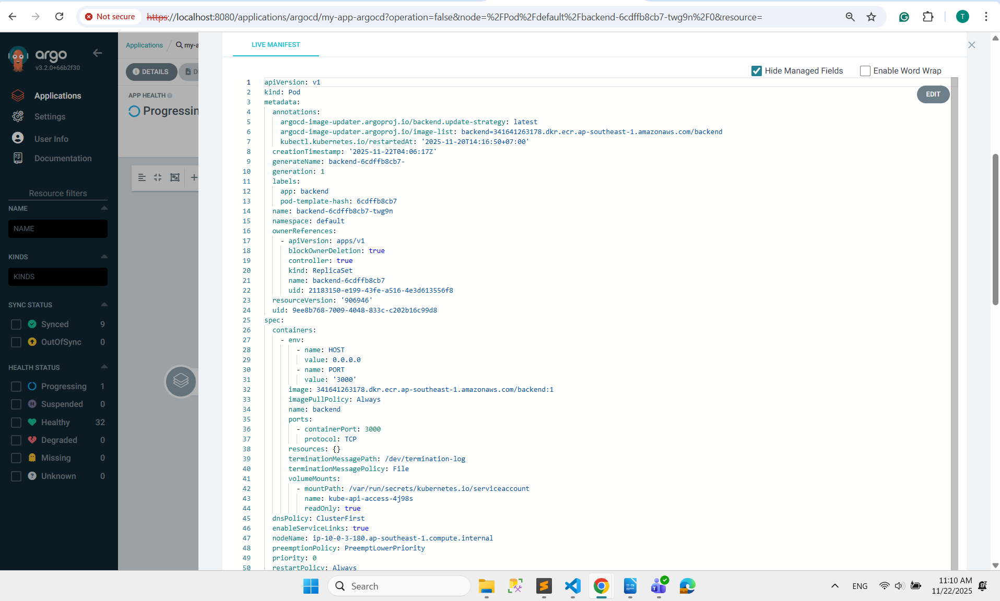 Not secure https://localhost:8080/applications/argocd/my-app-argocd?operation=false&node=%2FPod%2Fdefault%2Fbackend-6cdffb8cb7-twg9n%2F0&resource=
T
argo
v3.2.0+66b2f30
Applications
Settings
User Info
Documentation
Resource filters
NAME
NAME
KINDS
KINDS
SYNC STATUS
Synced 9
OutOfSync 0
HEALTH STATUS
Progressing 1
Suspended 0
Healthy 32
Degraded 0
Missing 0
Unknown 0
Applications / my-a
DETAILS D
APP HEALTH
Progressin
LIVE MANIFEST
Hide Managed Fields Enable Word Wrap
EDIT
1 apiVersion: v1
2 kind: Pod
3 metadata:
4 annotations:
5 argocd-image-updater.argoproj.io/backend.update-strategy: latest
6 argocd-image-updater.argoproj.io/image-list: backend=341641263178.dkr.ecr.ap-southeast-1.amazonaws.com/backend
7 kubectl.kubernetes.io/restartedAt: '2025-11-20T14:16:50+07:00'
8 creationTimestamp: '2025-11-22T04:06:17Z'
9 generateName: backend-6cdffb8cb7-
10 generation: 1
11 labels:
12 app: backend
13 pod-template-hash: 6cdffb8cb7
14 name: backend-6cdffb8cb7-twg9n
15 namespace: default
16 ownerReferences:
17 - apiVersion: apps/v1
18 blockOwnerDeletion: true
19 controller: true
20 kind: ReplicaSet
21 name: backend-6cdffb8cb7
22 uid: 21183150-e199-43fe-a516-4e3d613556f8
23 resourceVersion: '906946'
24 uid: 9ee8b768-7009-4048-833c-c202b16c99d8
25 spec:
26 containers:
27 - env:
28 - name: HOST
29 value: 0.0.0.0
30 - name: PORT
31 value: '3000'
32 image: 341641263178.dkr.ecr.ap-southeast-1.amazonaws.com/backend:1
33 imagePullPolicy: Always
34 name: backend
35 ports:
36 - containerPort: 3000
37 protocol: TCP
38 resources: {}
39 terminationMessagePath: /dev/termination-log
40 terminationMessagePolicy: File
41 volumeMounts:
42 - mountPath: /var/run/secrets/kubernetes.io/serviceaccount
43 name: kube-api-access-4j98s
44 readOnly: true
45 dnsPolicy: ClusterFirst
46 enableServiceLinks: true
47 nodeName: ip-10-0-3-180.ap-southeast-1.compute.internal
48 preemptionPolicy: PreemptLowerPriority
49 priority: 0
50 restartPolicy: Always
Search
ENG
11:10 AM
11/22/2025